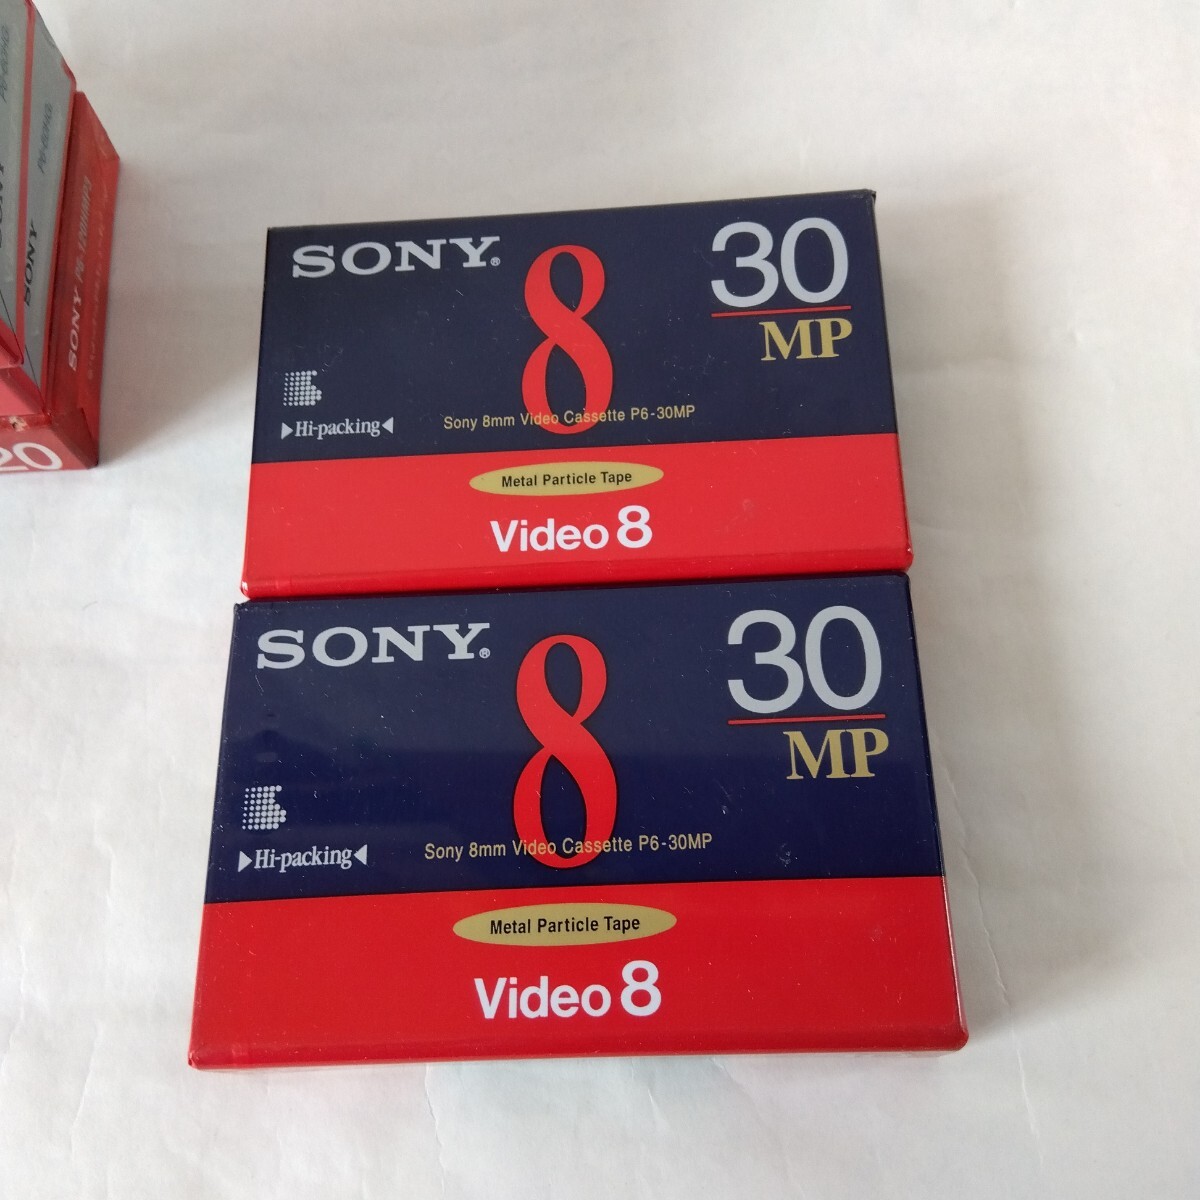 SONY®
8
30
MP
Hi-packing
Sony 8mm Video Cassette P6-30MP
Metal Particle Tape
Video 8
SONY®
8
30
MP
Hi-packing
Sony 8mm Video Cassette P6-30MP
Metal Particle Tape
Video 8
SONY
SONY
20